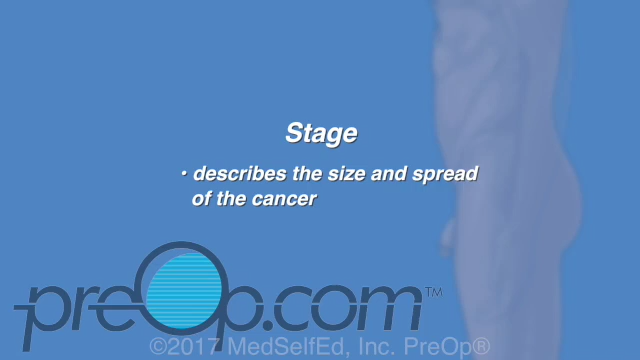 Stage
• describes the size and spread
of the cancer
preOp.com™
©2017 MedSelfEd, Inc. PreOp®